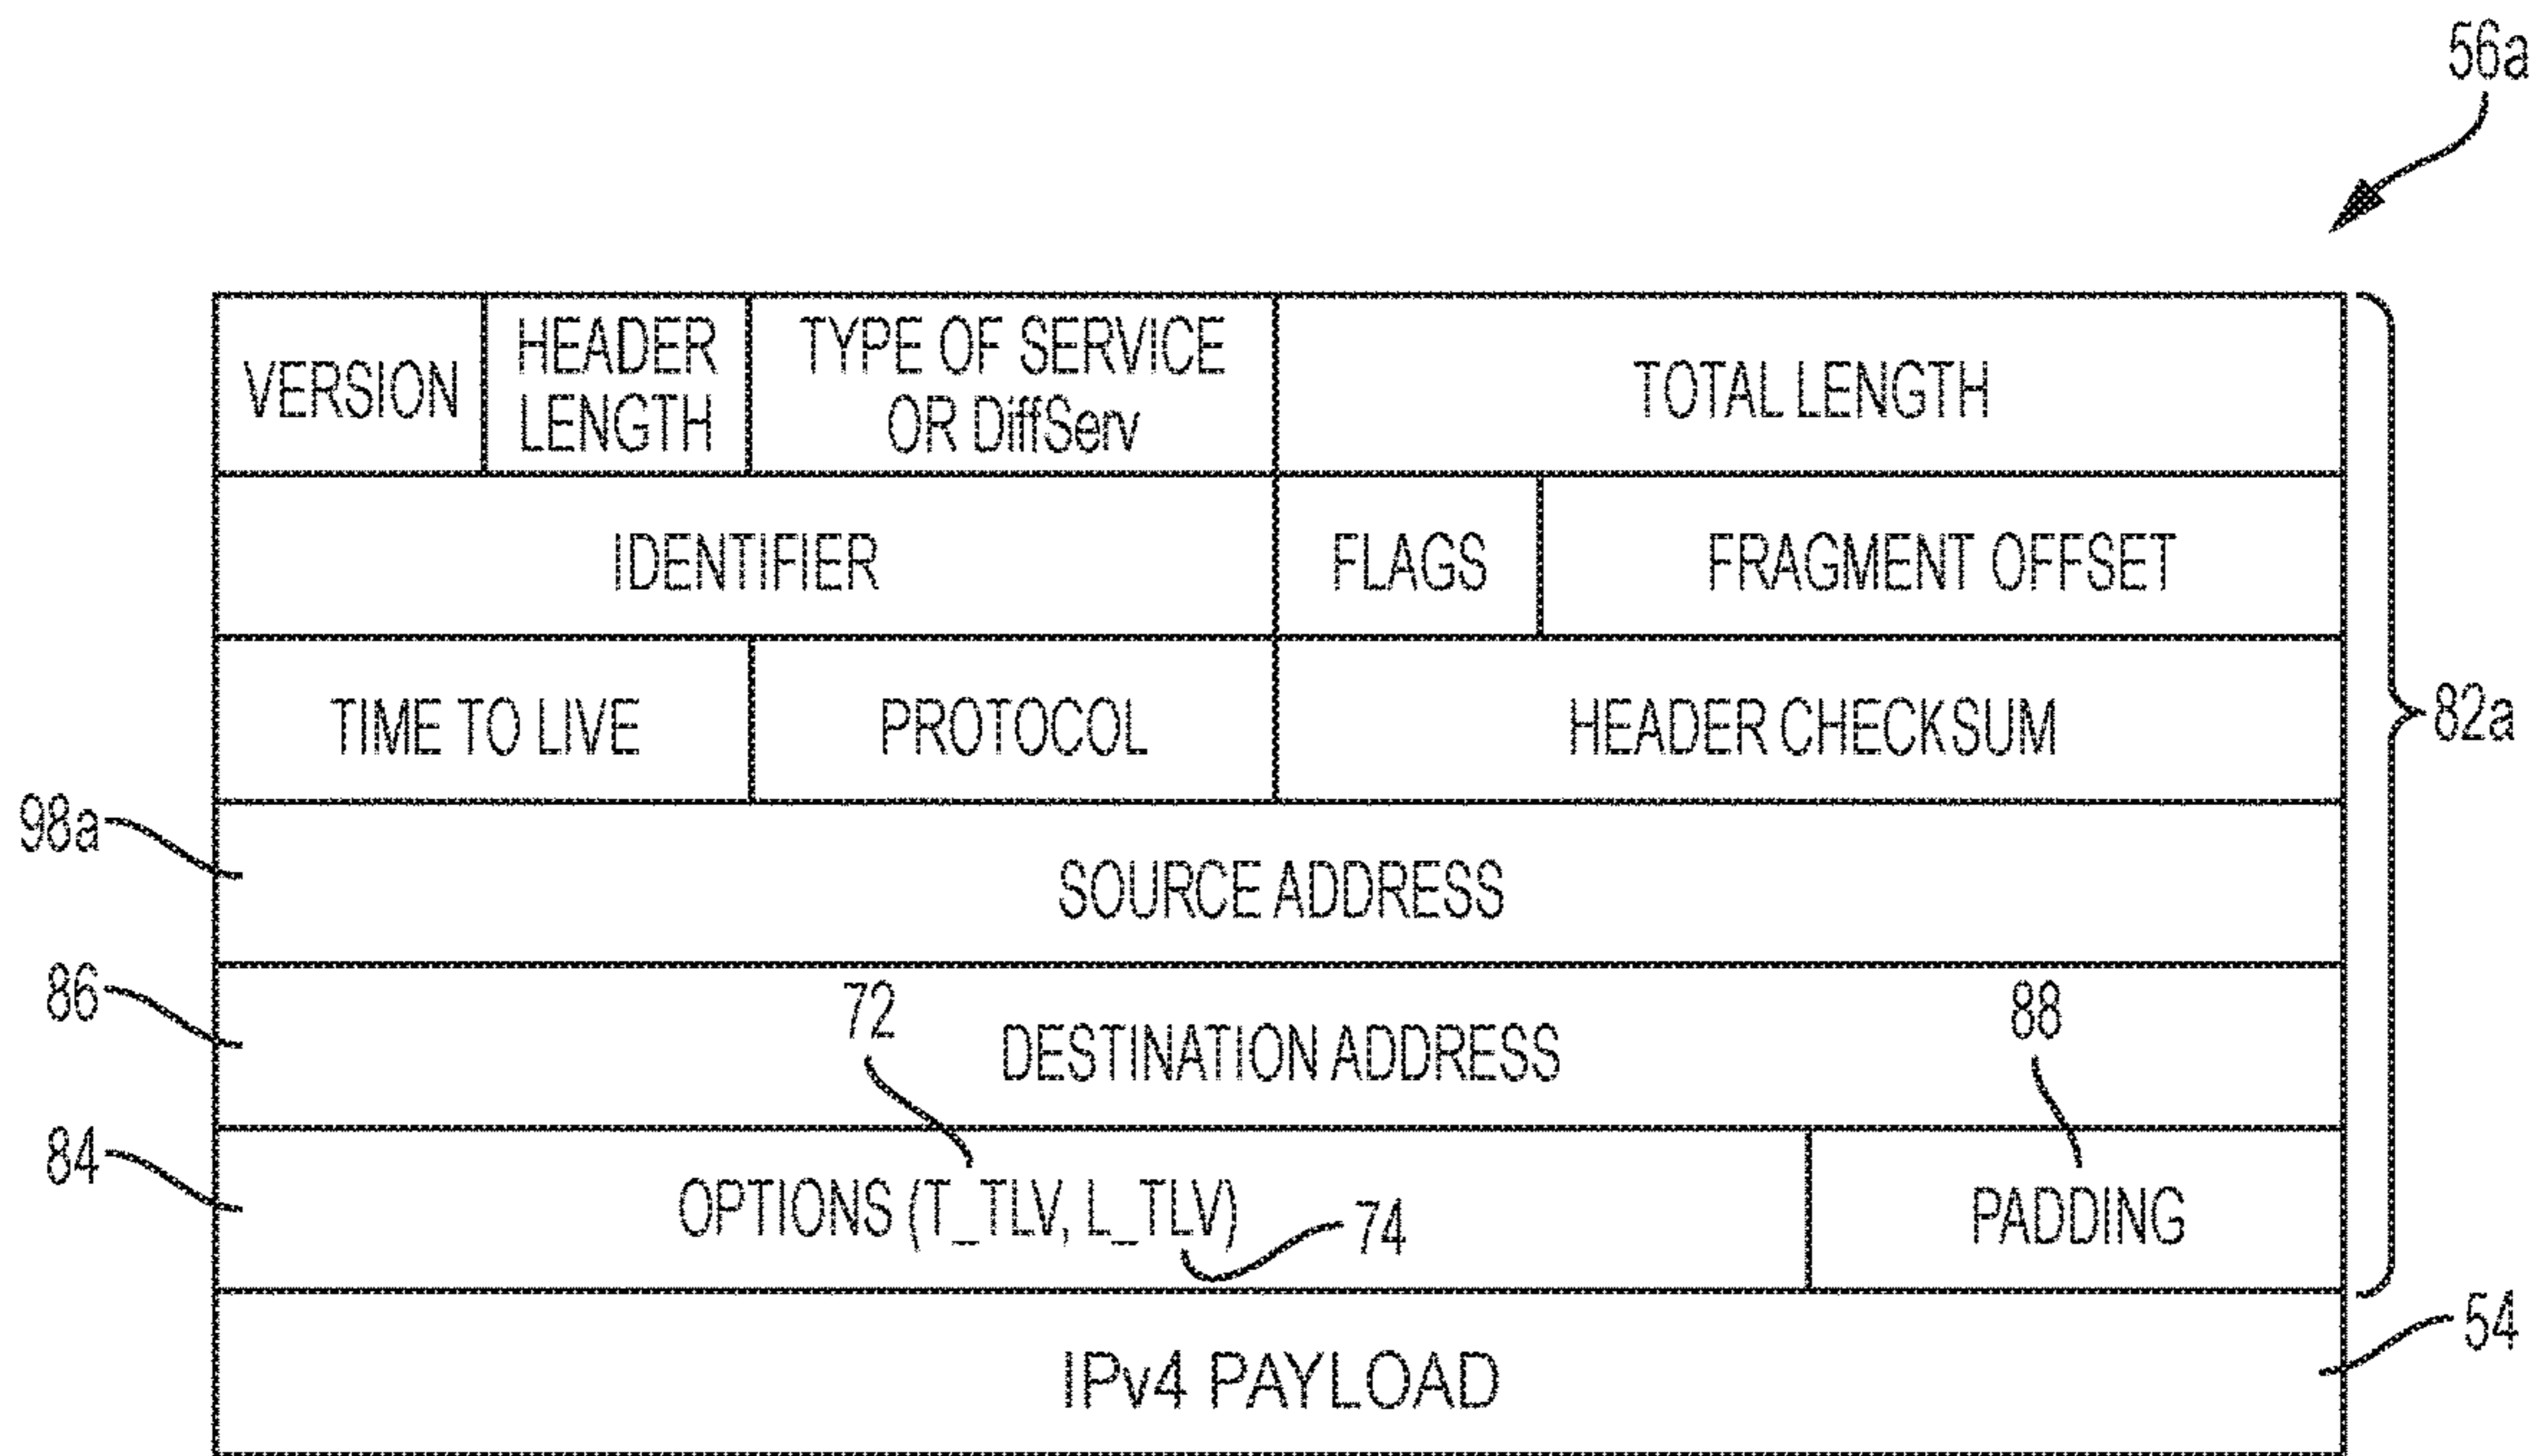 56a
VERSION
HEADER
LENGTH
TYPE OF SERVICE
OR DiffServ
TOTAL LENGTH
IDENTIFIER
FLAGS
FRAGMENT OFFSET
TIME TO LIVE
PROTOCOL
HEADER CHECKSUM
82a
98a
SOURCE ADDRESS
86
72
DESTINATION ADDRESS
88
84
OPTIONS (T_TLV, L_TLV)
74
PADDING
IPv4 PAYLOAD
54